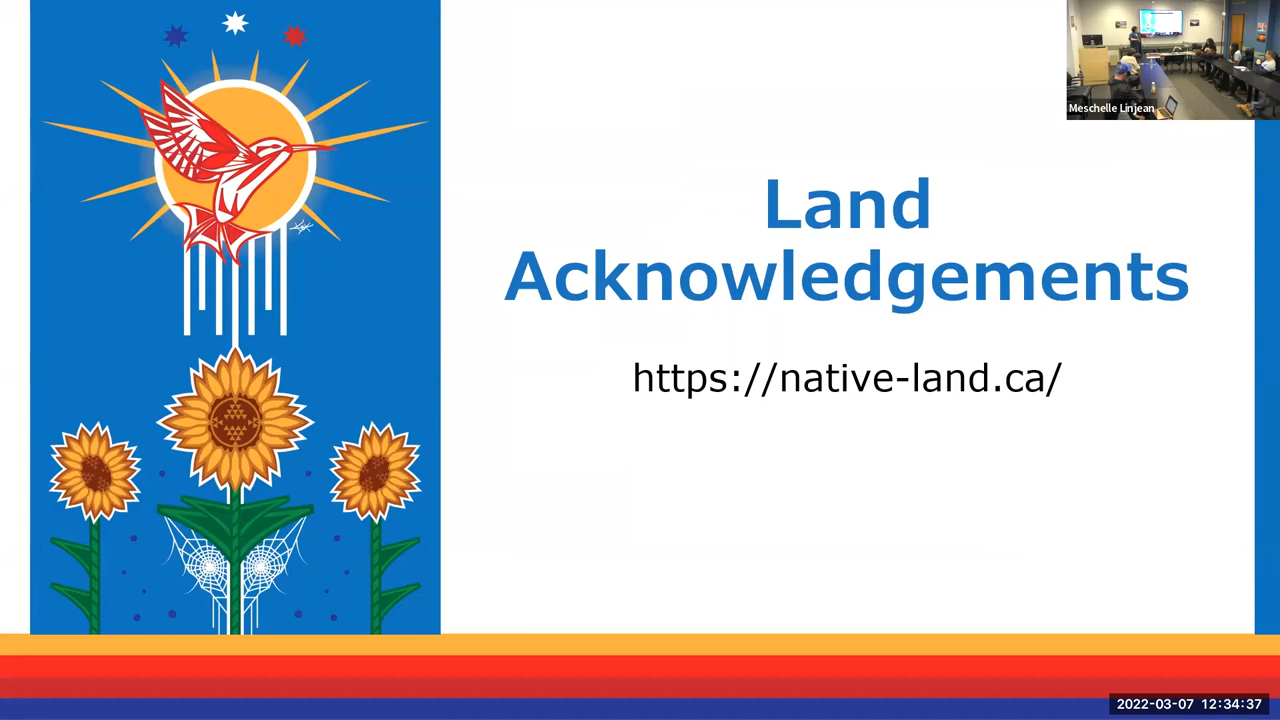 Meschelle Linjean
Land
Acknowledgements
https://native-land.ca/
2022-03-07 12:34:37